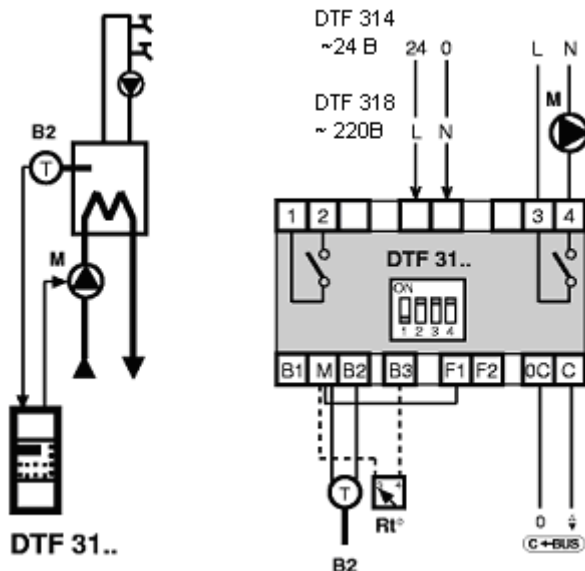 B2
T
M
DTF 31..
DTF 314
~24 В
24 0
L N
DTF 318
~ 220В
L N
M
1 2 3 4
DTF 31..
ON
1 2 3 4
B1 M B2 B3 F1 F2 0C C
T
Rt°
B2
0
C BUS